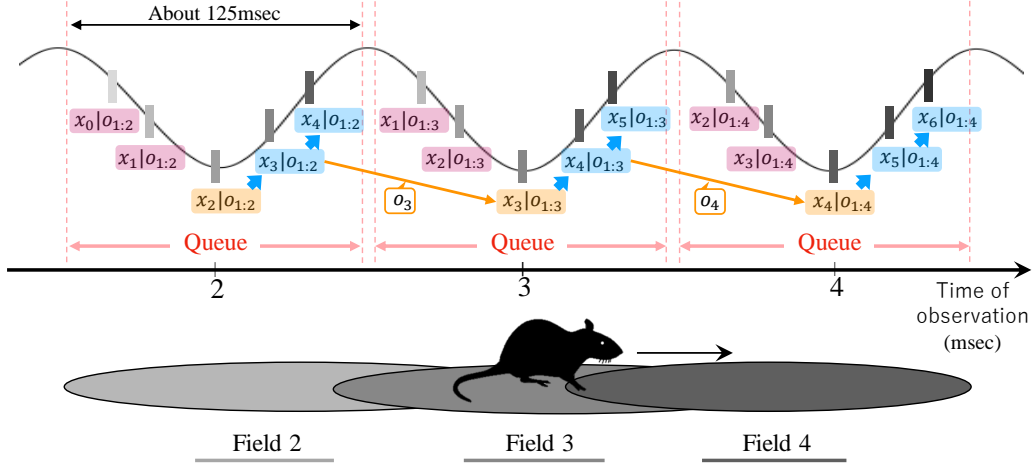 About 125msec
x₀|o₁:₂
x₁|o₁:₂
x₂|o₁:₂
x₃|o₁:₂
x₄|o₁:₂
o₃
x₁|o₁:₃
x₂|o₁:₃
x₃|o₁:₃
x₄|o₁:₃
x₅|o₁:₃
o₄
x₂|o₁:₄
x₃|o₁:₄
x₄|o₁:₄
x₅|o₁:₄
x₆|o₁:₄
Queue
Queue
Queue
2
3
4
Time of
observation
(msec)
Field 2
Field 3
Field 4